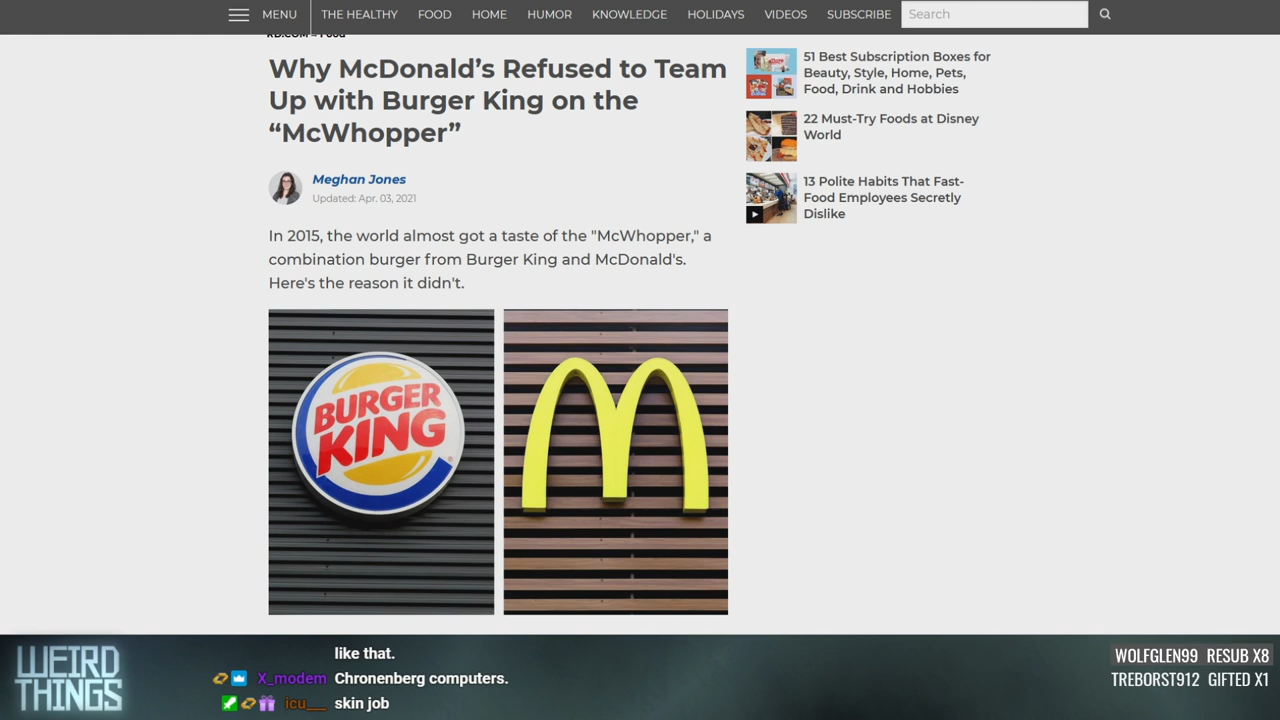 MENU THE HEALTHY FOOD HOME HUMOR KNOWLEDGE HOLIDAYS VIDEOS SUBSCRIBE Search
RD.COM Food
Why McDonald’s Refused to Team
Up with Burger King on the
“McWhopper”
Meghan Jones
Updated: Apr. 03, 2021
In 2015, the world almost got a taste of the "McWhopper," a
combination burger from Burger King and McDonald's.
Here's the reason it didn't.
BURGER
KING
®
M
51 Best Subscription Boxes for
Beauty, Style, Home, Pets,
Food, Drink and Hobbies
22 Must-Try Foods at Disney
World
13 Polite Habits That Fast-
Food Employees Secretly
Dislike
WEIRD
THINGS
like that.
X_modem Chronenberg computers.
icu___ skin job
WOLFGLEN99 RESUB X8
TREBORST912 GIFTED X1